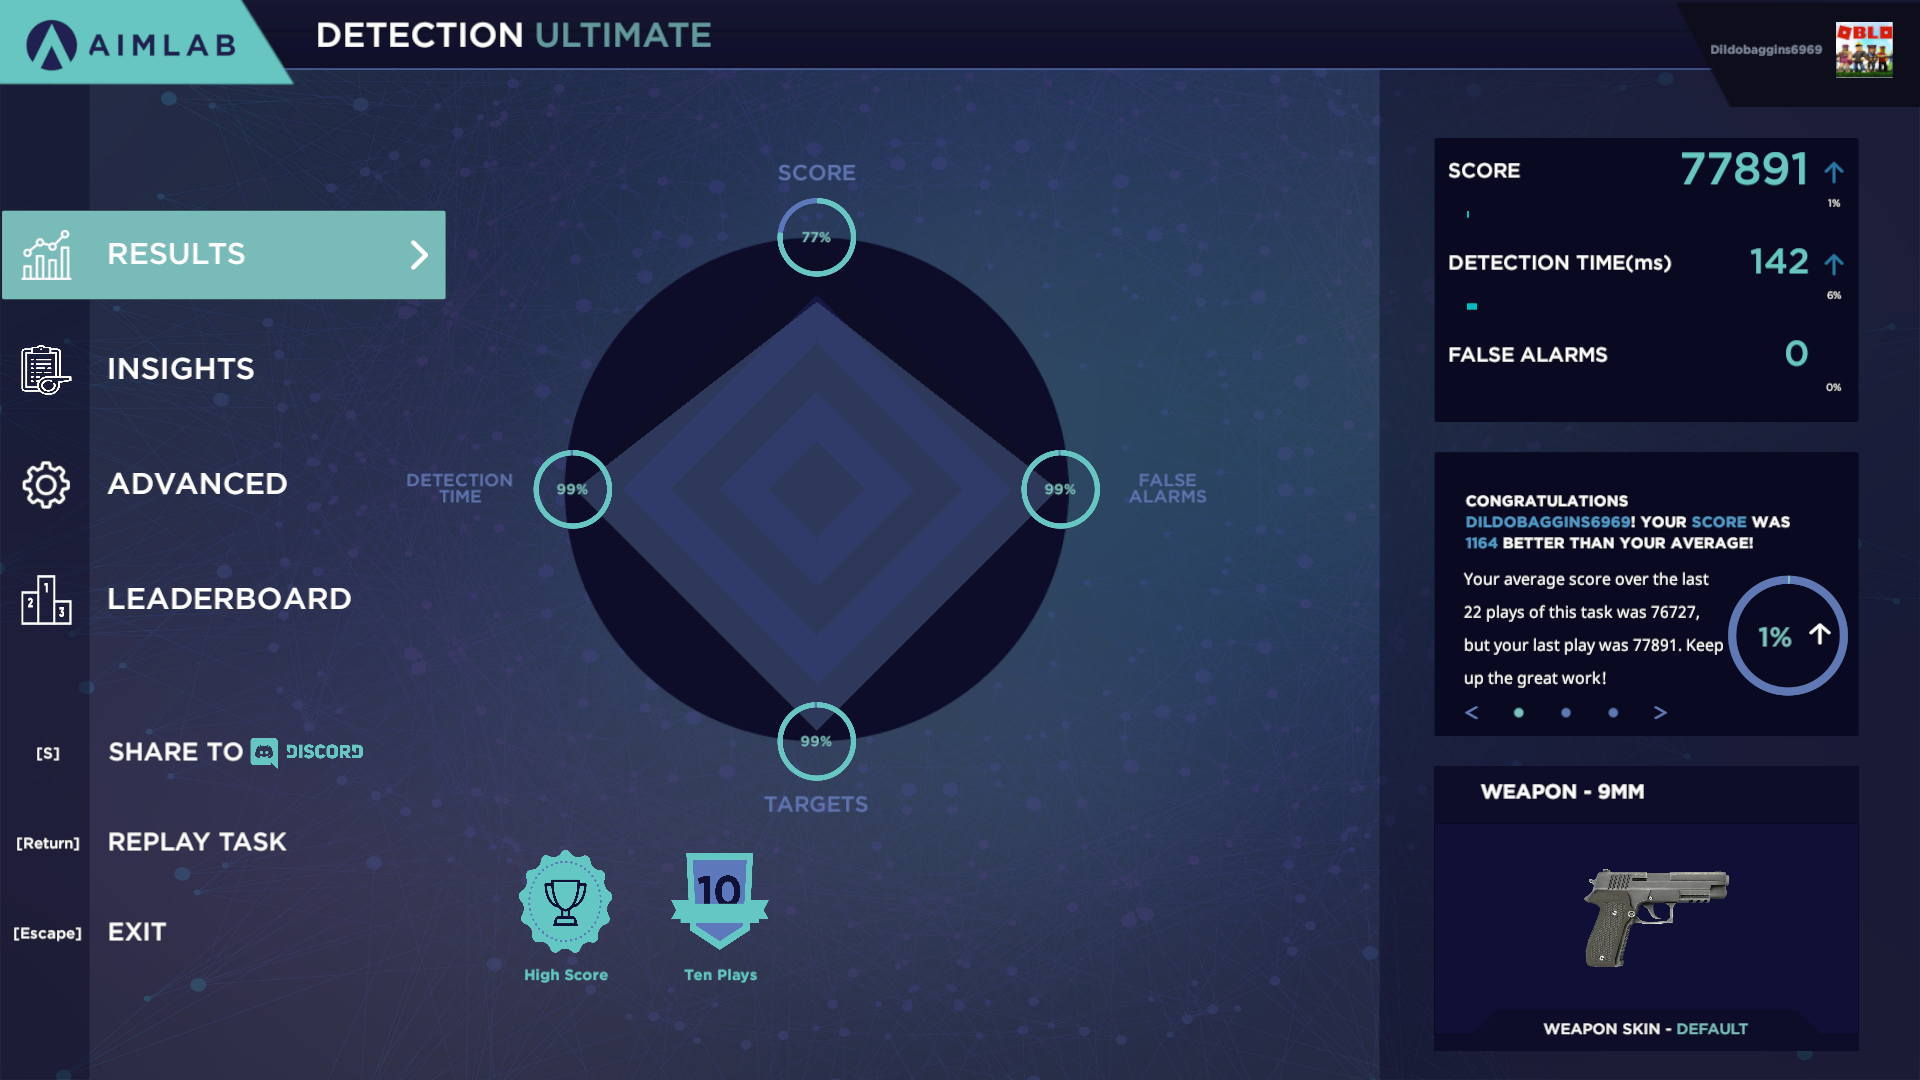 AIMLAB
DETECTION ULTIMATE
Dildobaggins6969
RESULTS
INSIGHTS
ADVANCED
1
2
3
LEADERBOARD
[S]
SHARE TO DISCORD
[Return]
REPLAY TASK
[Escape]
EXIT
SCORE
77%
DETECTION
TIME
99%
99%
FALSE
ALARMS
99%
TARGETS
10
High Score
Ten Plays
SCORE 77891
1%
DETECTION TIME(ms) 142
6%
FALSE ALARMS 0
0%
CONGRATULATIONS
DILDOBAGGINS6969! YOUR SCORE WAS
1164 BETTER THAN YOUR AVERAGE!
Your average score over the last
22 plays of this task was 76727,
but your last play was 77891. Keep
up the great work!
1%
< >
WEAPON - 9MM
WEAPON SKIN - DEFAULT